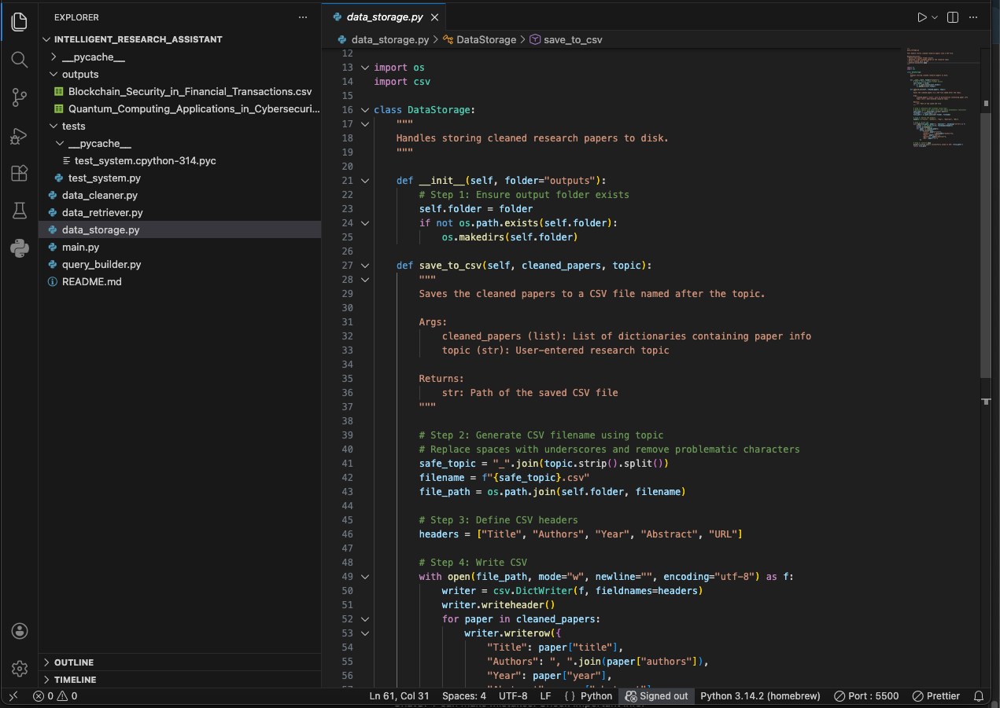 EXPLORER
INTELLIGENT_RESEARCH_ASSISTANT
__pycache__
outputs
Blockchain_Security_in_Financial_Transactions.csv
Quantum_Computing_Applications_in_Cybersecuri...
tests
__pycache__
test_system.cpython-314.pyc
test_system.py
data_cleaner.py
data_retriever.py
data_storage.py
main.py
query_builder.py
README.md
OUTLINE
TIMELINE
data_storage.py
data_storage.py > DataStorage > save_to_csv
12
13 import os
14 import csv
15
16 class DataStorage:
17     """
18     Handles storing cleaned research papers to disk.
19     """
20
21     def __init__(self, folder="outputs"):
22         # Step 1: Ensure output folder exists
23         self.folder = folder
24         if not os.path.exists(self.folder):
25             os.makedirs(self.folder)
26
27     def save_to_csv(self, cleaned_papers, topic):
28         """
29         Saves the cleaned papers to a CSV file named after the topic.
30
31         Args:
32             cleaned_papers (list): List of dictionaries containing paper info
33             topic (str): User-entered research topic
34
35         Returns:
36             str: Path of the saved CSV file
37         """
38
39         # Step 2: Generate CSV filename using topic
40         # Replace spaces with underscores and remove problematic characters
41         safe_topic = "_".join(topic.strip().split())
42         filename = f"{safe_topic}.csv"
43         file_path = os.path.join(self.folder, filename)
44
45         # Step 3: Define CSV headers
46         headers = ["Title", "Authors", "Year", "Abstract", "URL"]
47
48         # Step 4: Write CSV
49         with open(file_path, mode="w", newline="", encoding="utf-8") as f:
50             writer = csv.DictWriter(f, fieldnames=headers)
51             writer.writeheader()
52             for paper in cleaned_papers:
53                 writer.writerow({
54                     "Title": paper["title"],
55                     "Authors": ", ".join(paper["authors"]),
56                     "Year": paper["year"],
0 0 Ln 61, Col 31 Spaces: 4 UTF-8 LF { } Python Signed out Python 3.14.2 (homebrew) Port : 5500 Prettier